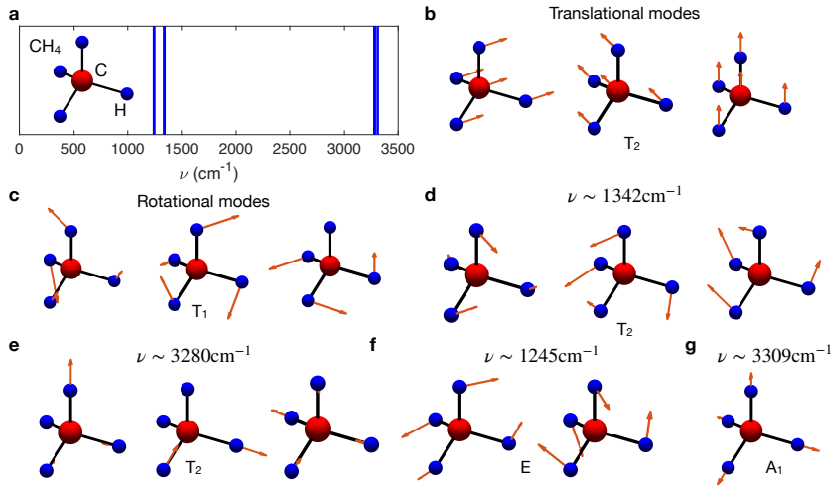 a
CH4
C
H
0 500 1000 1500 2000 2500 3000 3500
ν (cm-1)
b Translational modes
T2
c Rotational modes
T1
d ν ∼ 1342cm−1
T2
e ν ∼ 3280cm−1
T2
f ν ∼ 1245cm−1
E
g ν ∼ 3309cm−1
A1